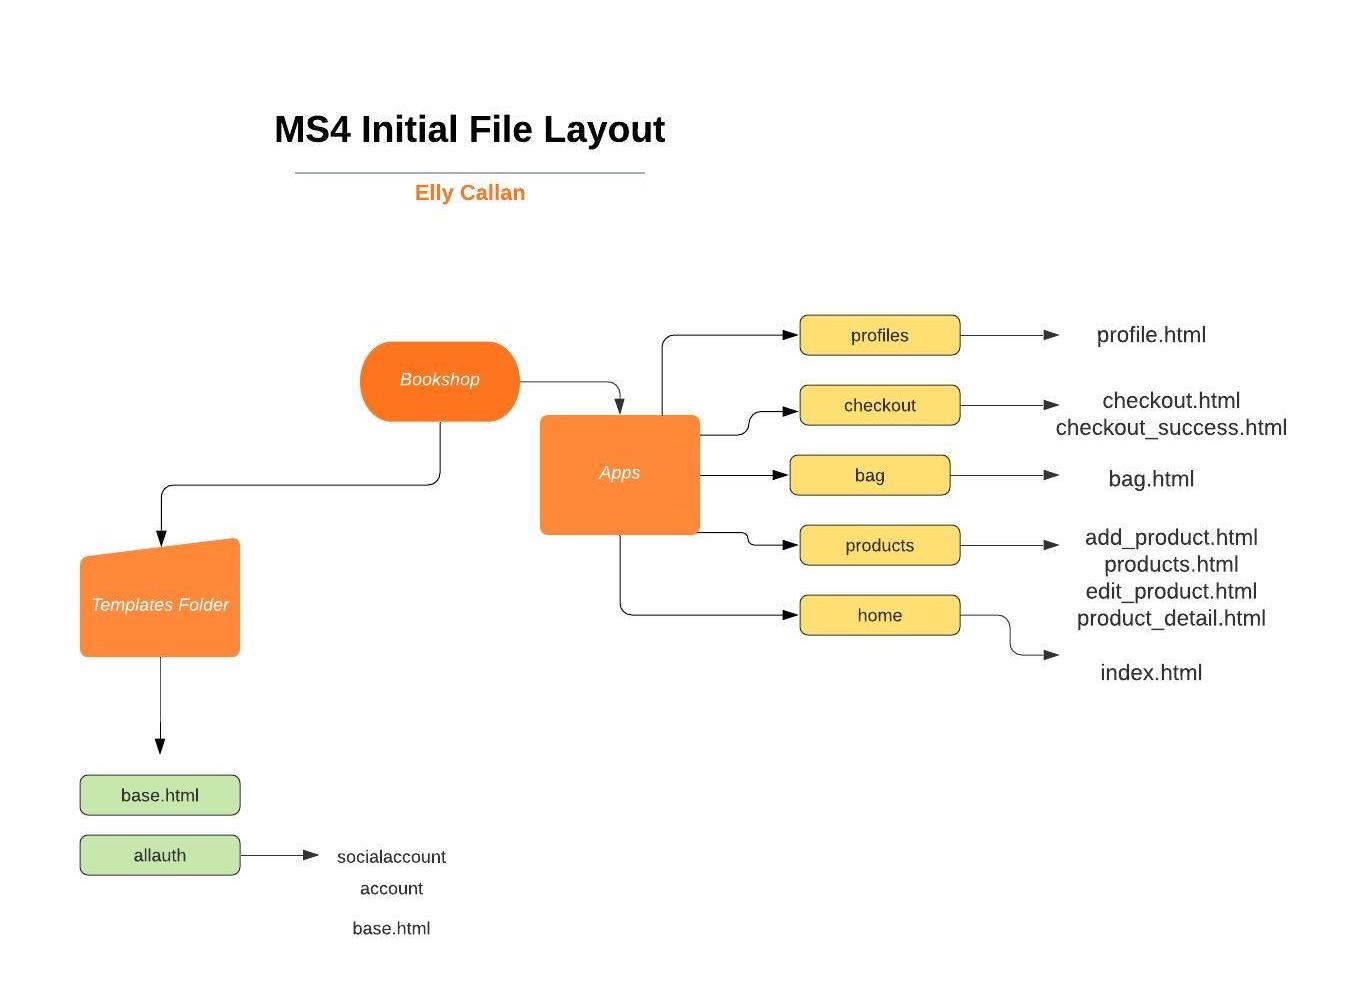 MS4 Initial File Layout
Elly Callan
Bookshop
Apps
profiles
profile.html
checkout
checkout.html
checkout_success.html
bag
bag.html
products
add_product.html
products.html
edit_product.html
product_detail.html
home
index.html
Templates Folder
base.html
allauth
socialaccount
account
base.html